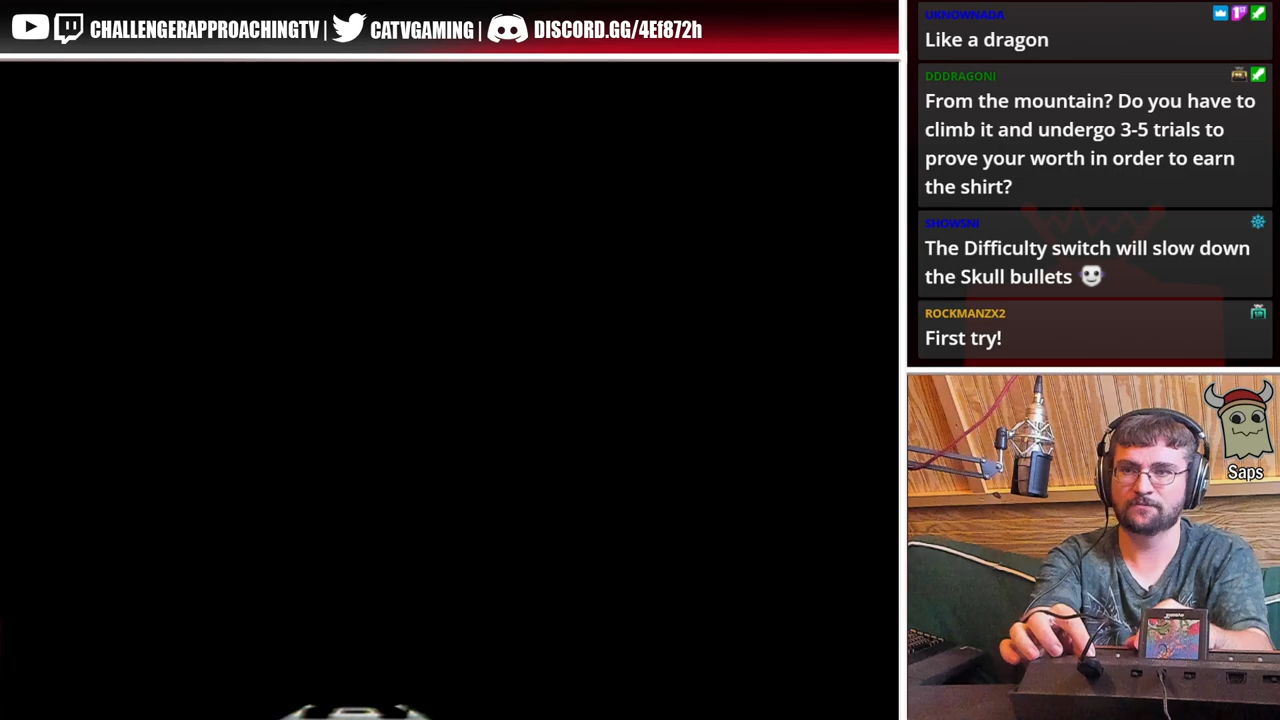 CHALLENGERAPPROACHINGTV | CATVGAMING | DISCORD.GG/4EF872H
UKNOWNADA
Like a dragon
DDDRAGONI
From the mountain? Do you have to
climb it and undergo 3-5 trials to
prove your worth in order to earn
the shirt?
SHOWSNI
The Difficulty switch will slow down
the Skull bullets
ROCKMANZX2
First try!
Saps